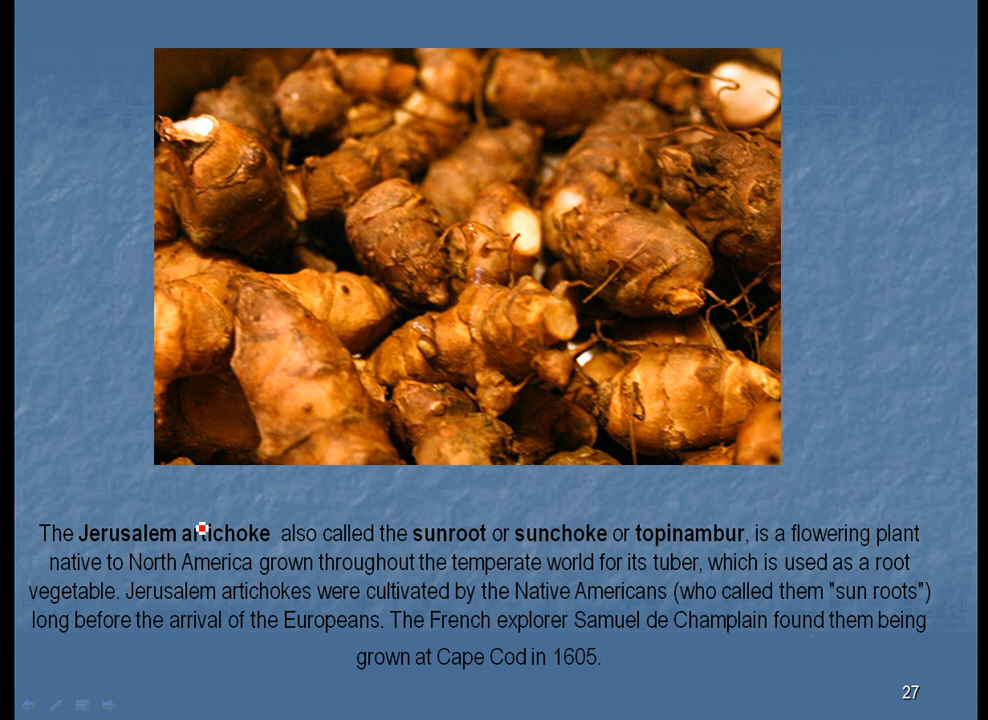 The Jerusalem artichoke also called the sunroot or sunchoke or topinambur, is a flowering plant
native to North America grown throughout the temperate world for its tuber, which is used as a root
vegetable. Jerusalem artichokes were cultivated by the Native Americans (who called them "sun roots")
long before the arrival of the Europeans. The French explorer Samuel de Champlain found them being
grown at Cape Cod in 1605.
27